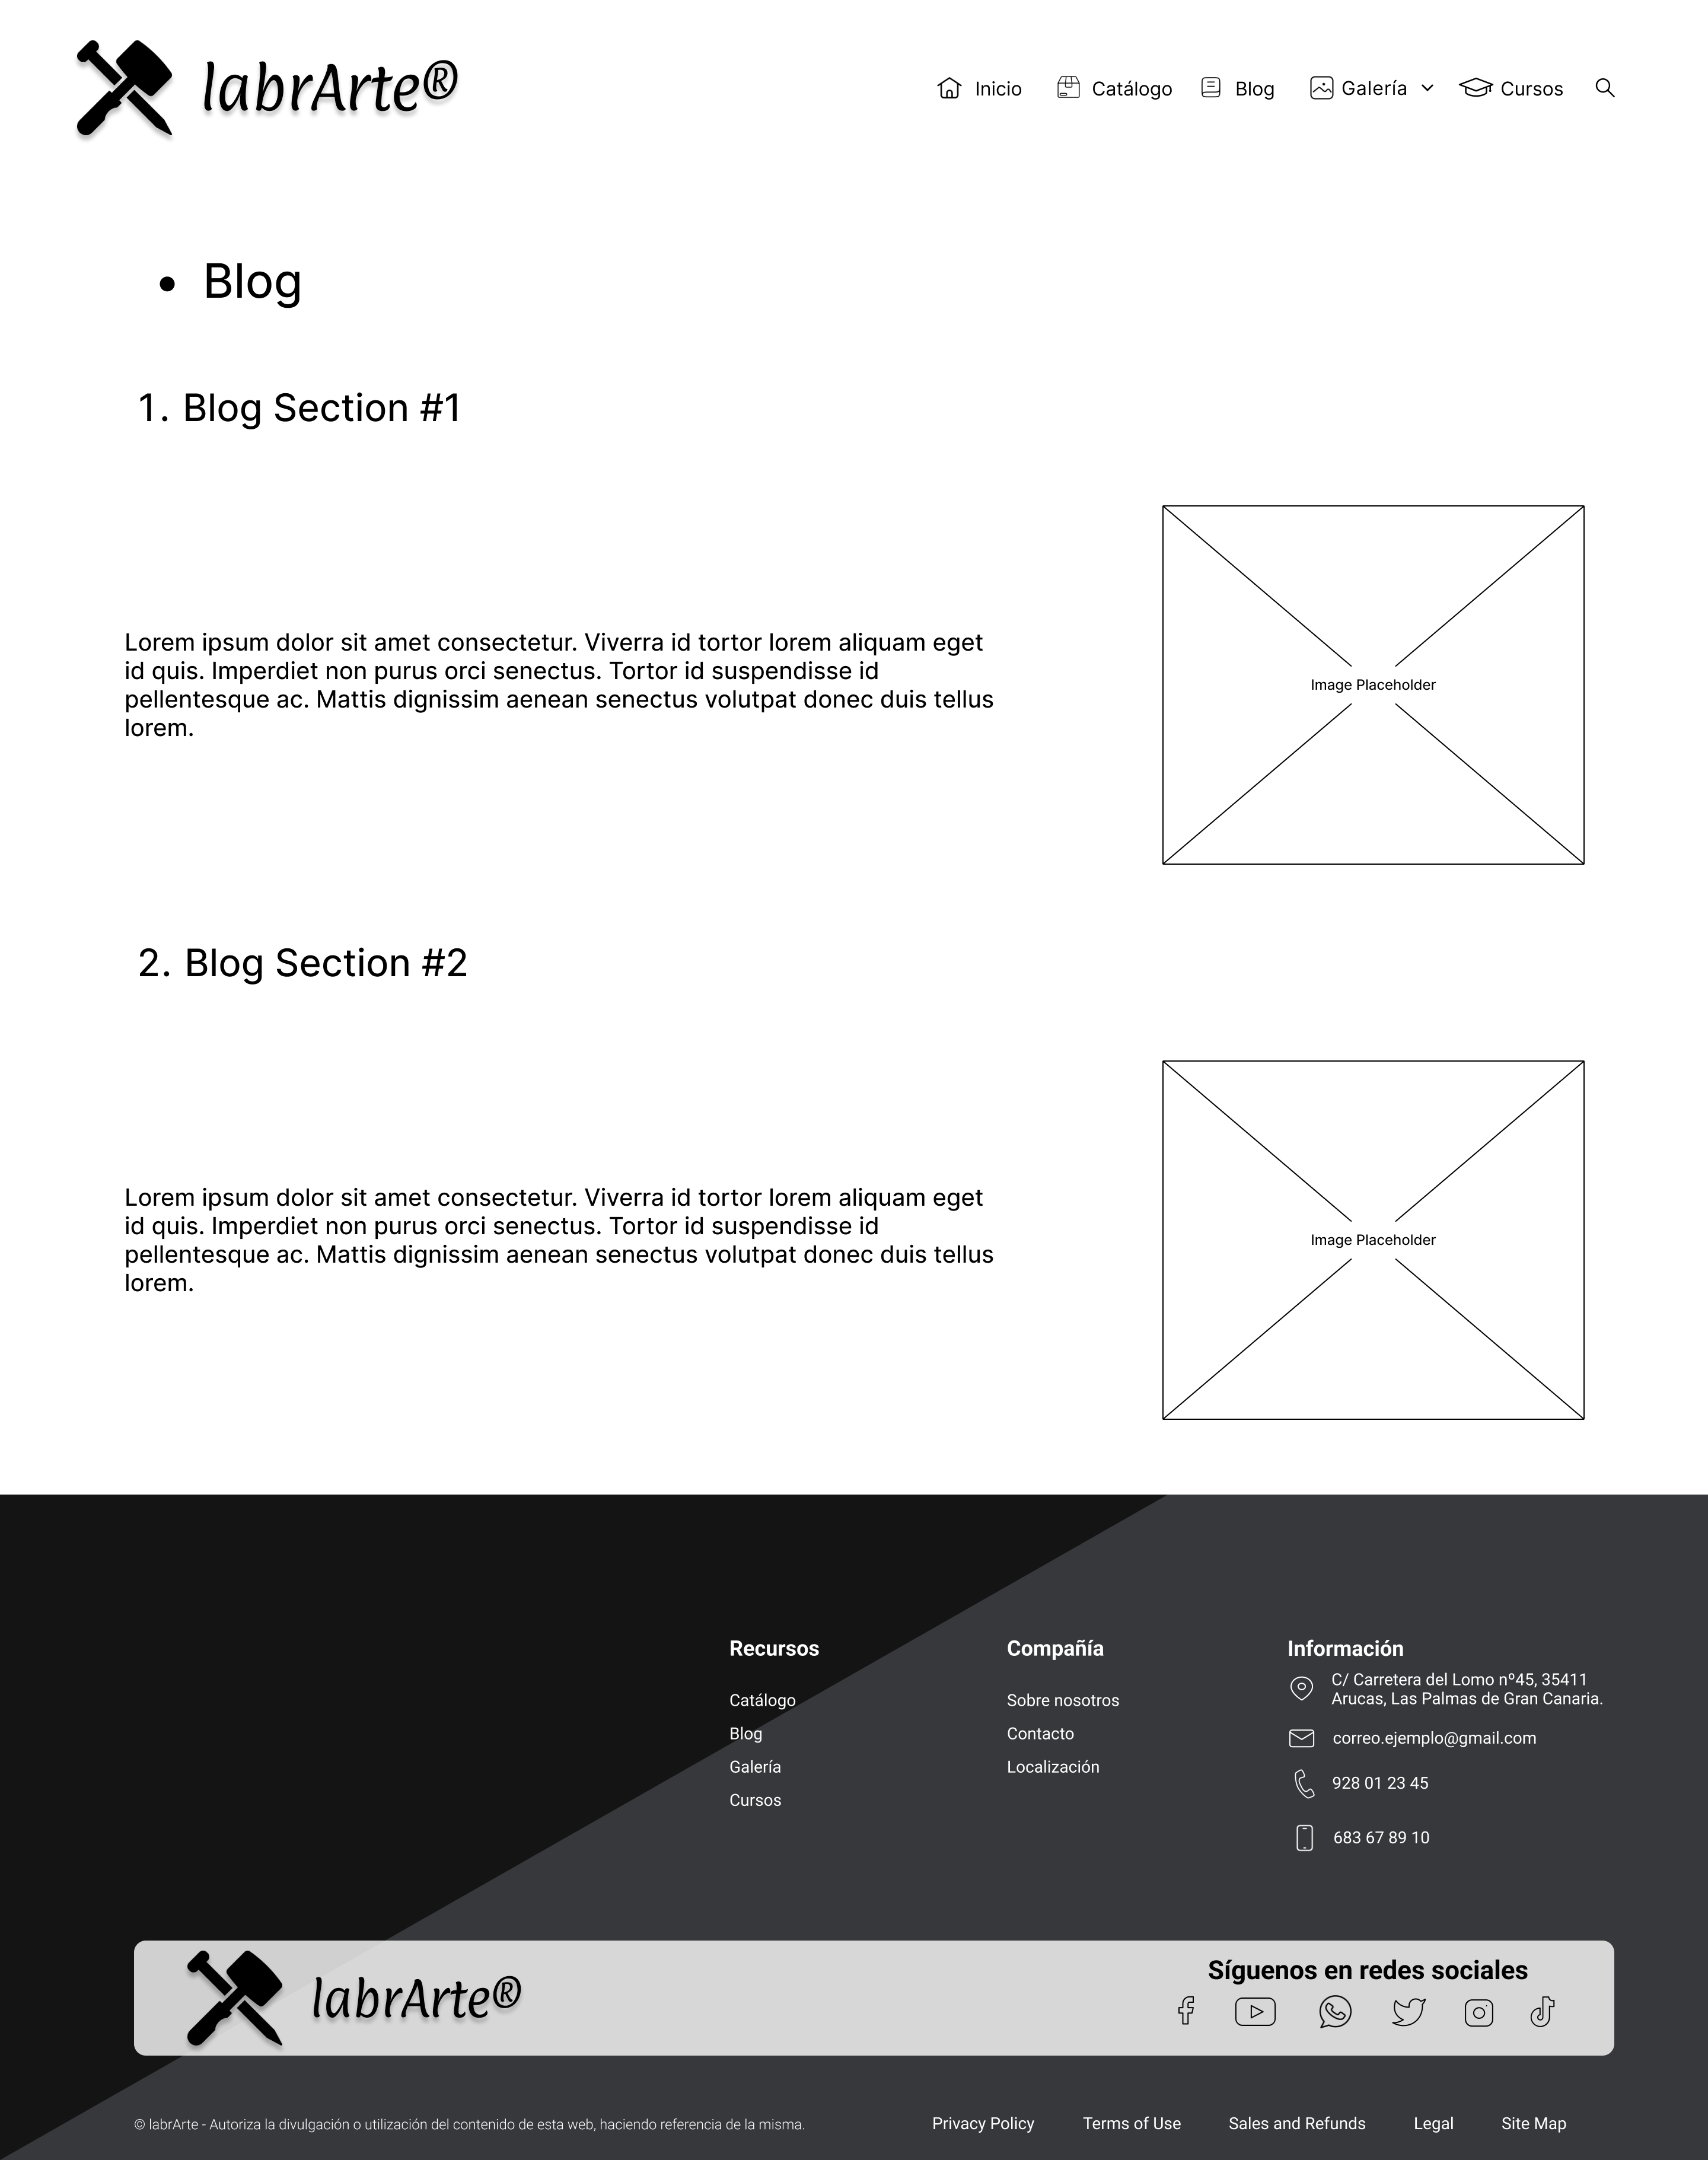 labrArte®
Inicio Catálogo Blog Galería Cursos
• Blog
1. Blog Section #1
Lorem ipsum dolor sit amet consectetur. Viverra id tortor lorem aliquam eget
id quis. Imperdiet non purus orci senectus. Tortor id suspendisse id
pellentesque ac. Mattis dignissim aenean senectus volutpat donec duis tellus
lorem.
Image Placeholder
2. Blog Section #2
Lorem ipsum dolor sit amet consectetur. Viverra id tortor lorem aliquam eget
id quis. Imperdiet non purus orci senectus. Tortor id suspendisse id
pellentesque ac. Mattis dignissim aenean senectus volutpat donec duis tellus
lorem.
Image Placeholder
Recursos
Catálogo
Blog
Galería
Cursos
Compañía
Sobre nosotros
Contacto
Localización
Información
C/ Carretera del Lomo nº45, 35411
Arucas, Las Palmas de Gran Canaria.
correo.ejemplo@gmail.com
928 01 23 45
683 67 89 10
labrArte®
Síguenos en redes sociales
© labrArte - Autoriza la divulgación o utilización del contenido de esta web, haciendo referencia de la misma.
Privacy Policy Terms of Use Sales and Refunds Legal Site Map